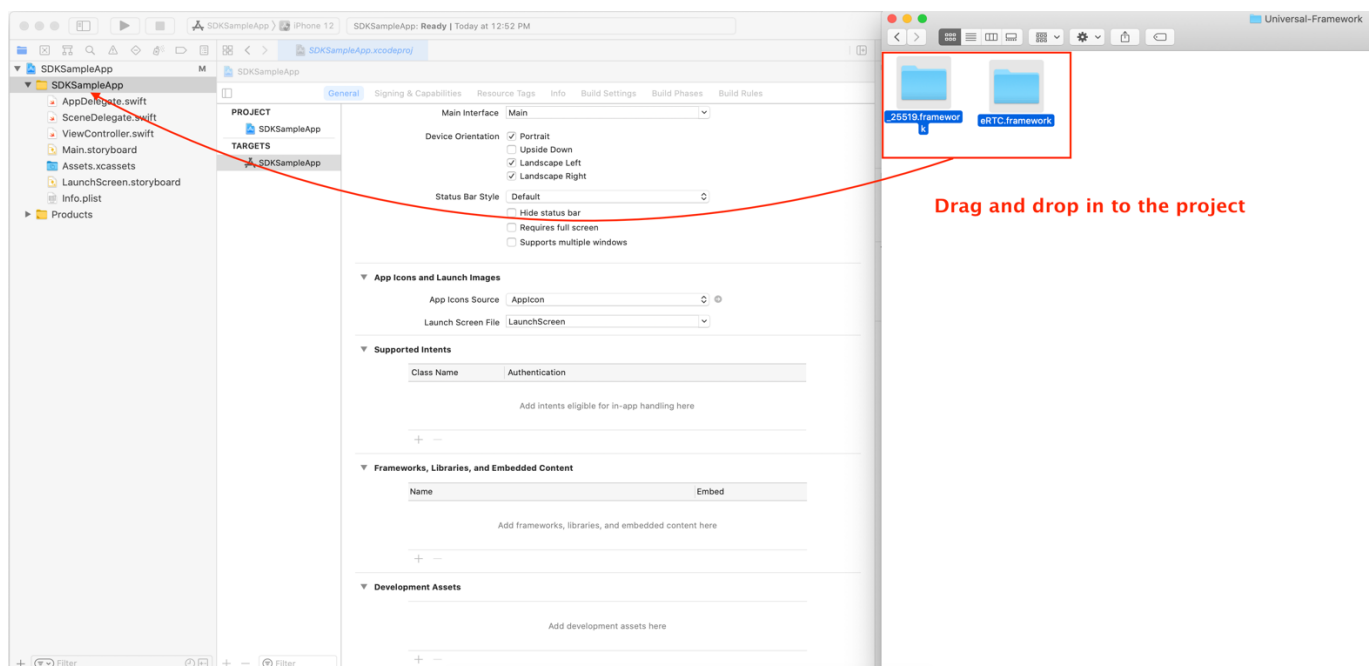 SDKSampleApp
iPhone 12
SDKSampleApp: Ready | Today at 12:52 PM
Universal-Framework
SDKSampleApp.xcodeproj
SDKSampleApp M
SDKSampleApp
AppDelegate.swift
SceneDelegate.swift
ViewController.swift
Main.storyboard
Assets.xcassets
LaunchScreen.storyboard
Info.plist
Products
Filter
SDKSampleApp
General Signing & Capabilities Resource Tags Info Build Settings Build Phases Build Rules
PROJECT
SDKSampleApp
TARGETS
SDKSampleApp
Filter
Main Interface Main
Device Orientation Portrait
Upside Down
Landscape Left
Landscape Right
Status Bar Style Default
Hide status bar
Requires full screen
Supports multiple windows
App Icons and Launch Images
App Icons Source AppIcon
Launch Screen File LaunchScreen
Supported Intents
Class Name Authentication
Add intents eligible for in-app handling here
Frameworks, Libraries, and Embedded Content
Name Embed
Add frameworks, libraries, and embedded content here
Development Assets
Add development assets here
_25519.framewor
k
eRTC.framework
Drag and drop in to the project